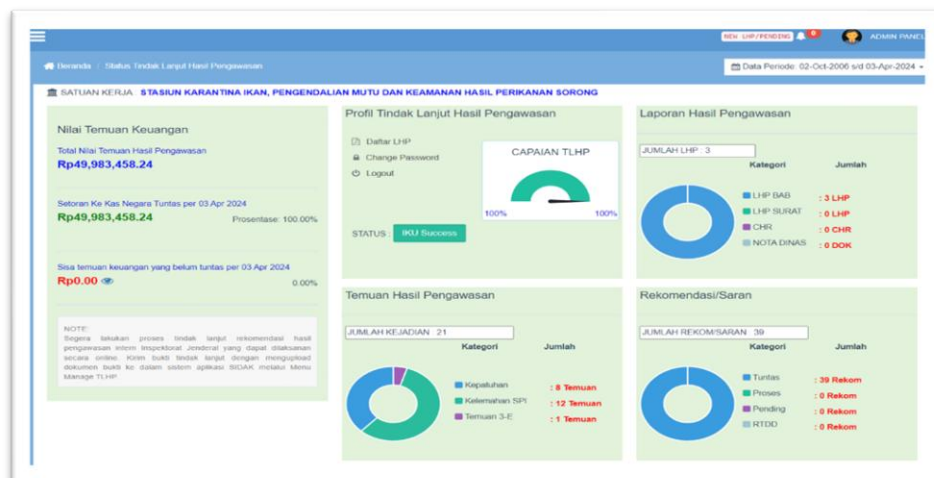 NEW LHP/PENDING 0 ADMIN PANEL
Beranda / Status Tindak Lanjut Hasil Pengawasan
Data Periode: 02-Oct-2006 s/d 03-Apr-2024
SATUAN KERJA STASIUN KARANTINA IKAN, PENGENDALIAN MUTU DAN KEAMANAN HASIL PERIKANAN SORONG
Nilai Temuan Keuangan
Total Nilai Temuan Hasil Pengawasan
Rp49,983,458.24
Setoran Ke Kas Negara Tuntas per 03 Apr 2024
Rp49,983,458.24 Prosentase: 100.00%
Sisa temuan keuangan yang belum tuntas per 03 Apr 2024
Rp0.00 0.00%
NOTE:
Segera lakukan proses tindak lanjut rekomendasi hasil
pengawasan intern Inspektorat Jenderal yang dapat dilaksanan
secara online. Kirim bukti tindak lanjut dengan mengupload
dokumen bukti ke dalam sistem aplikasi SIDAK melalui Menu
Manage TLHP.
Profil Tindak Lanjut Hasil Pengawasan
Daftar LHP
Change Password
Logout
CAPAIAN TLHP
100% 100%
STATUS : IKU Success
Laporan Hasil Pengawasan
JUMLAH LHP : 3
Kategori Jumlah
LHP BAB : 3 LHP
LHP SURAT : 0 LHP
CHR : 0 CHR
NOTA DINAS : 0 DOK
Temuan Hasil Pengawasan
JUMLAH KEJADIAN 21
Kategori Jumlah
Kepatuhan : 8 Temuan
Kelemahan SPI : 12 Temuan
Temuan 3-E : 1 Temuan
Rekomendasi/Saran
JUMLAH REKOM/SARAN 39
Kategori Jumlah
Tuntas : 39 Rekom
Proses : 0 Rekom
Pending : 0 Rekom
RTDD : 0 Rekom